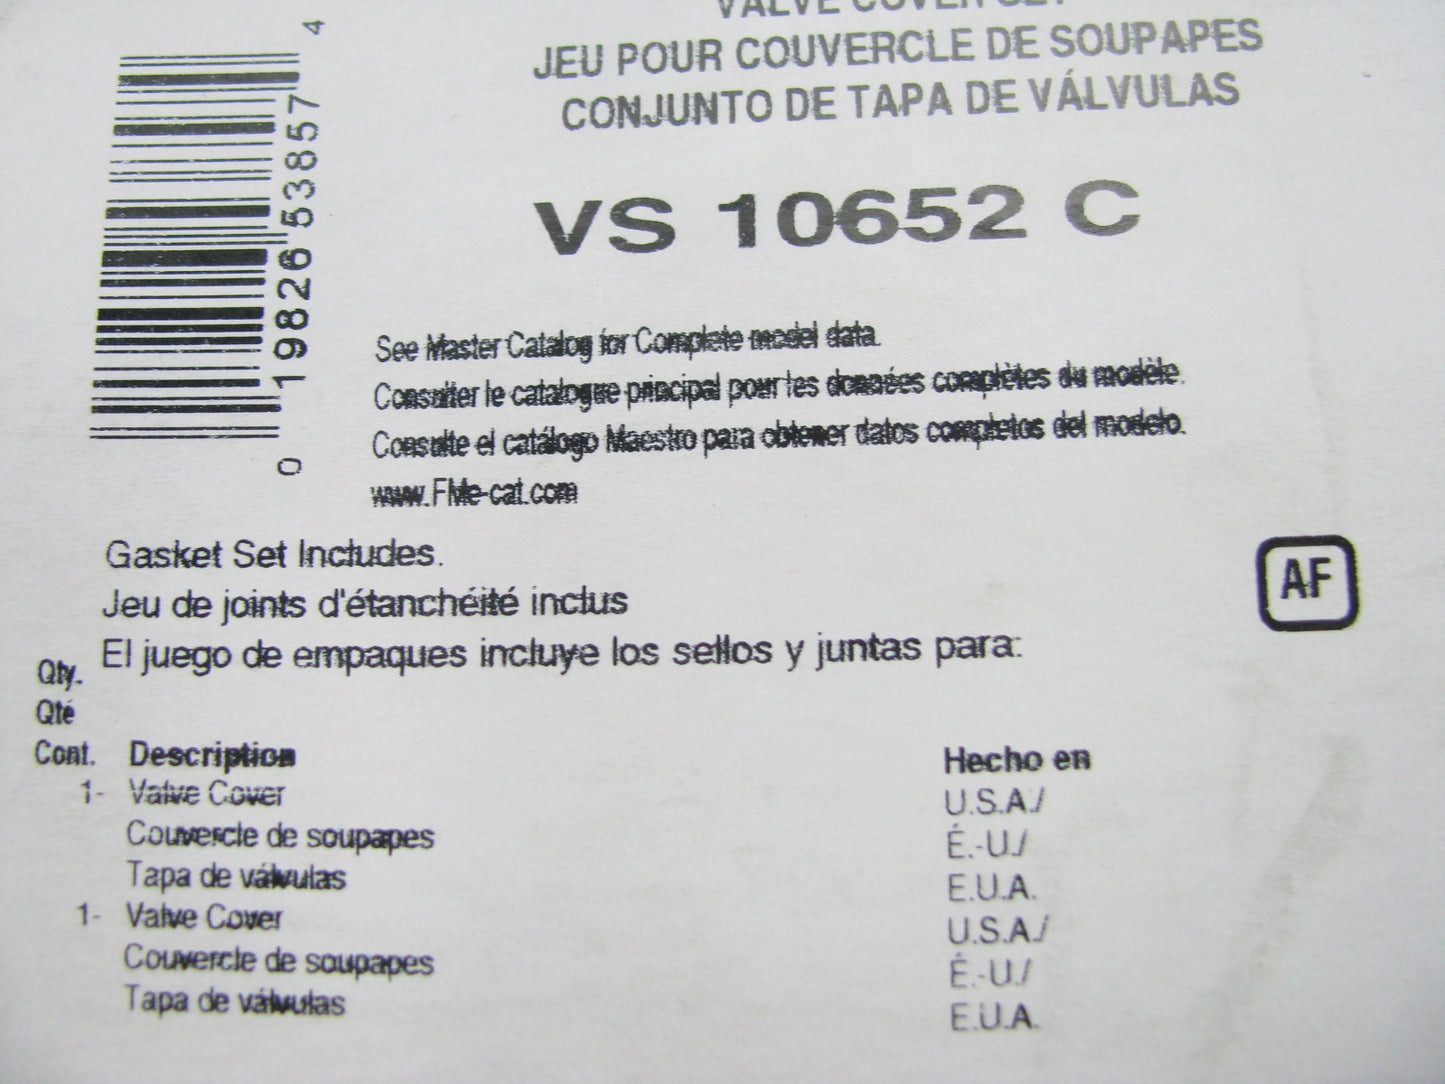 VALVE COVER SET
JEU POUR COUVERCLE DE SOUPAPES
CONJUNTO DE TAPA DE VÁLVULAS
VS 10652 C
0 19826 53857 4
See Master Catalog for Complete model data.
Consulter le catalogue principal pour les données complètes du modèle.
Consulte el catálogo Maestro para obtener datos completos del modelo.
www.FMe-cat.com
Gasket Set Includes.
Jeu de joints d'étanchéité inclus
El juego de empaques incluye los sellos y juntas para:
AF
Qty.
Qté
Cont. Description Hecho en
1- Valve Cover U.S.A./
Couvercle de soupapes É.-U./
Tapa de válvulas E.U.A.
1- Valve Cover U.S.A./
Couvercle de soupapes É.-U./
Tapa de válvulas E.U.A.